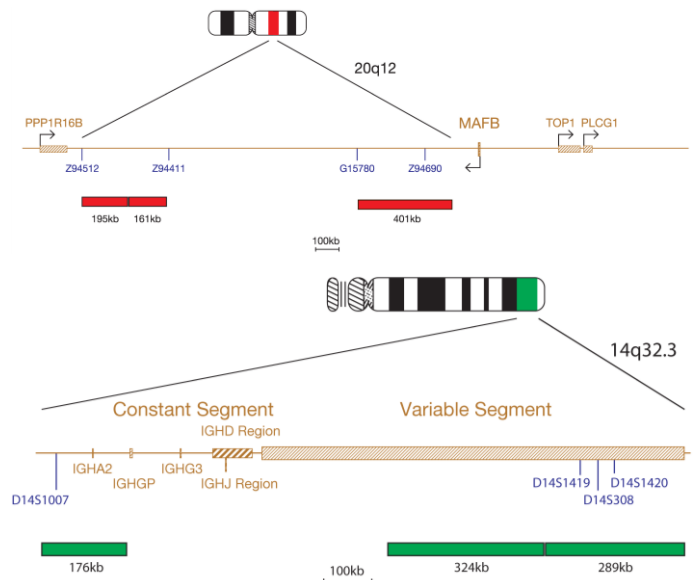 20q12
PPP1R16B
MAFB
TOP1 PLCG1
Z94512 Z94411 G15780 Z94690
195kb 161kb 401kb
100kb
14q32.3
Constant Segment Variable Segment
IGHD Region
IGHA2 IGHG3
IGHGP IGHJ Region
D14S1007 D14S1419 D14S1420
D14S308
176kb 324kb 289kb
100kb